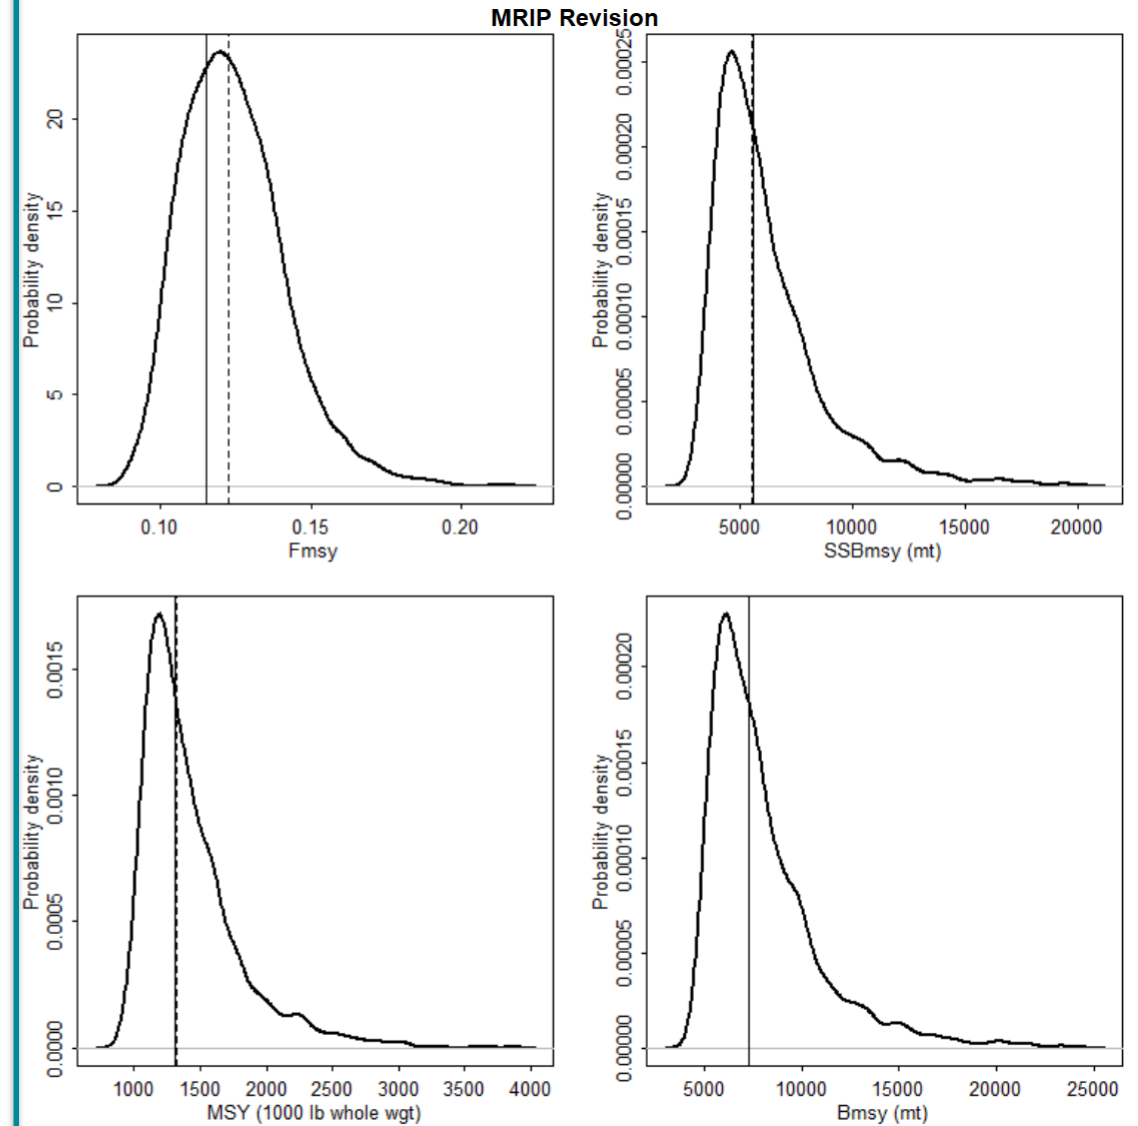 MRIP Revision
Probability density
0 5 10 15 20
0.10 0.15 0.20
Fmsy
Probability density
0.00000 0.00005 0.00010 0.00015 0.00020 0.00025
5000 10000 15000 20000
SSBmsy (mt)
Probability density
0.0000 0.0005 0.0010 0.0015
1000 1500 2000 2500 3000 3500 4000
MSY (1000 lb whole wgt)
Probability density
0.00000 0.00005 0.00010 0.00015 0.00020
5000 10000 15000 20000 25000
Bmsy (mt)